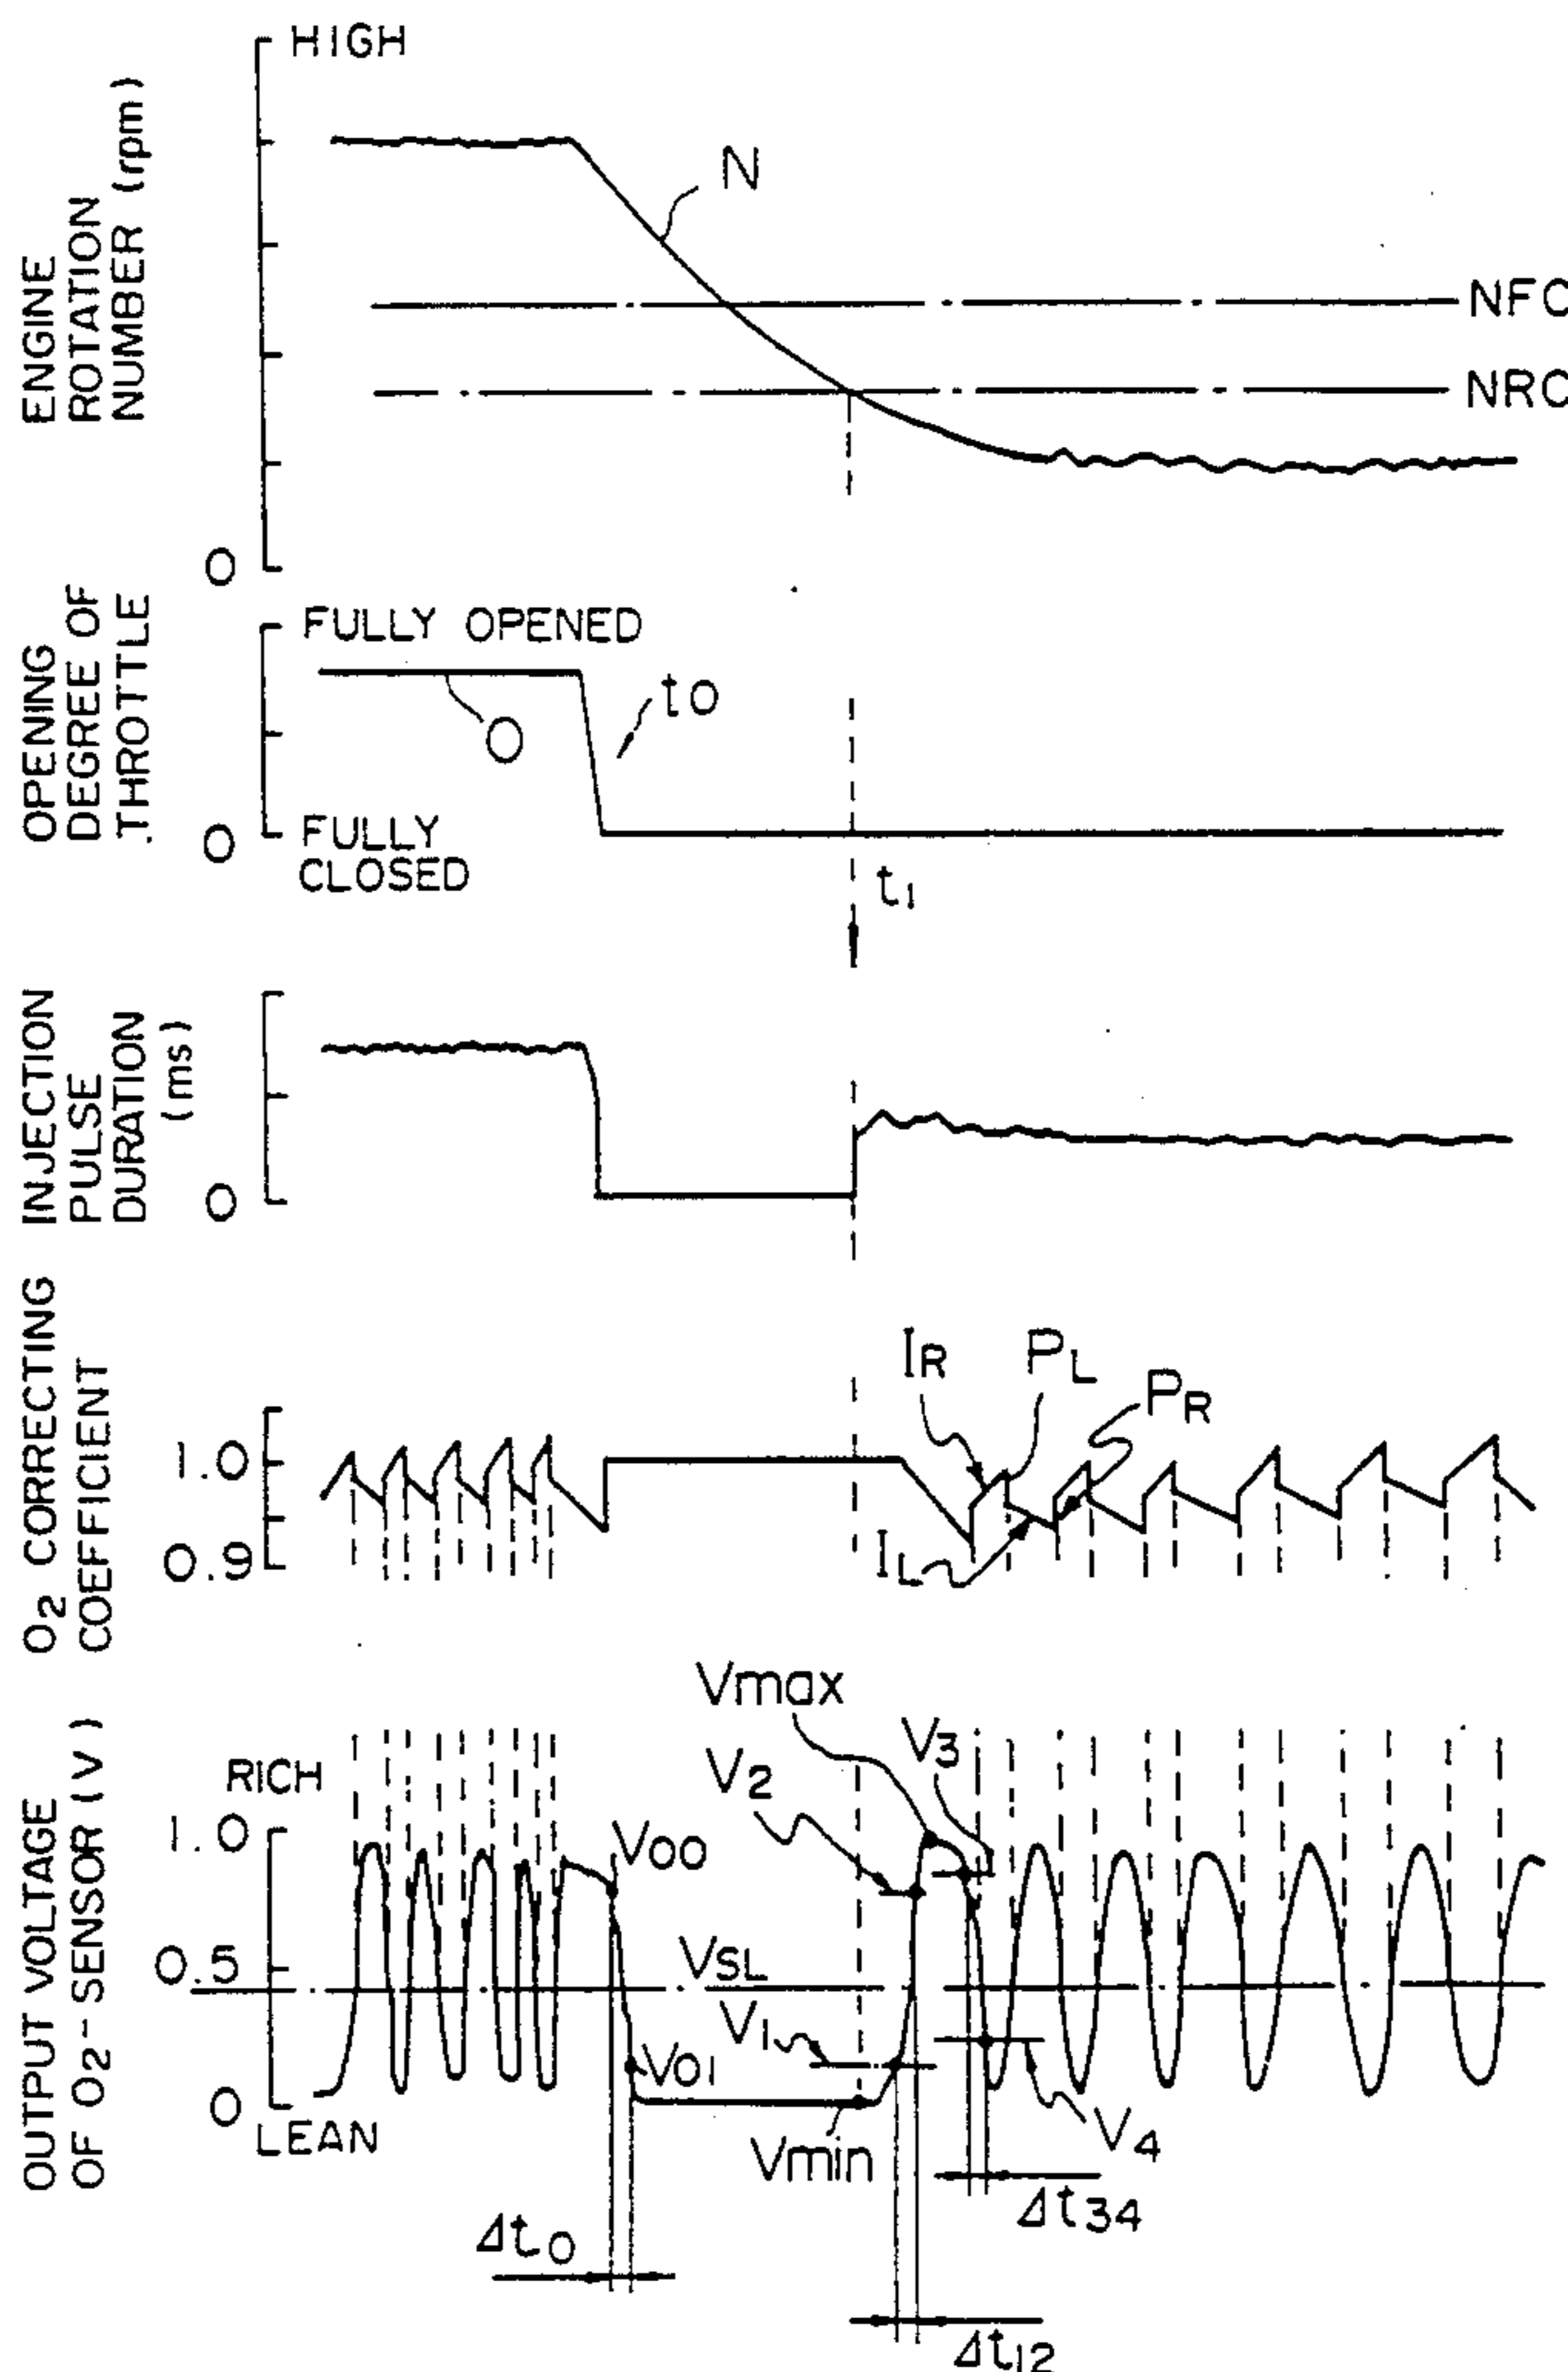 HIGH
ENGINE
ROTATION
NUMBER (rpm)
N
NFC
NRC
0
OPENING
DEGREE OF
THROTTLE
FULLY OPENED
O
to
0
FULLY
CLOSED
t1
INJECTION
PULSE
DURATION
(ms)
0
O2 CORRECTING
COEFFICIENT
IR
PL
PR
1.0
0.9
IL
OUTPUT VOLTAGE
OF O2-SENSOR (V)
Vmax
V3
V2
RICH
1.0
V00
0.5
VSL
V1
V01
0
LEAN
Vmin
V4
Δt34
Δt0
Δt12